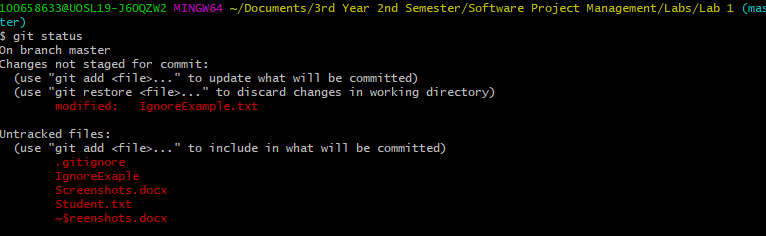 100658633@UOSL19-J6OQZW2 MINGW64 ~/Documents/3rd Year 2nd Semester/Software Project Management/Labs/Lab 1 (mas
ter)
$ git status
On branch master
Changes not staged for commit:
  (use "git add <file>..." to update what will be committed)
  (use "git restore <file>..." to discard changes in working directory)
        modified:   IgnoreExample.txt

Untracked files:
  (use "git add <file>..." to include in what will be committed)
        .gitignore
        IgnoreExaple
        Screenshots.docx
        Student.txt
        ~$reenshots.docx